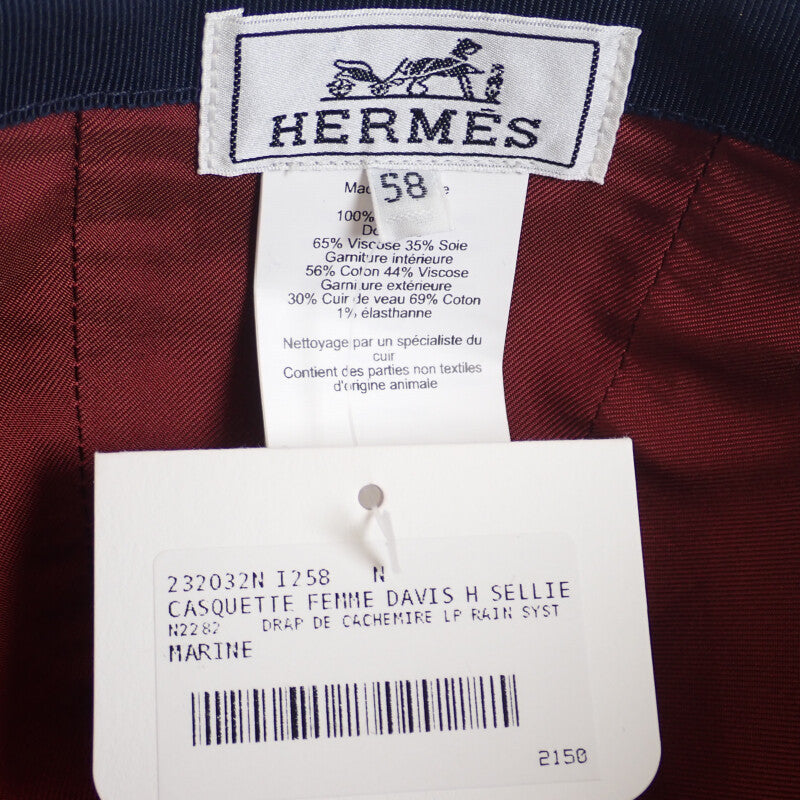 HERMÈS
58
100%
65% Viscose 35% Soie
Garniture intérieure
56% Coton 44% Viscose
Garniture extérieure
30% Cuir de veau 69% Coton
1% élasthanne
Nettoyage par un spécialiste du
cuir
Contient des parties non textiles
d'origine animale
232032N I258 N
CASQUETTE FEMME DAVIS H SELLIE
N2282 DRAP DE CACHEMIRE LP RAIN SYST
MARINE
2150